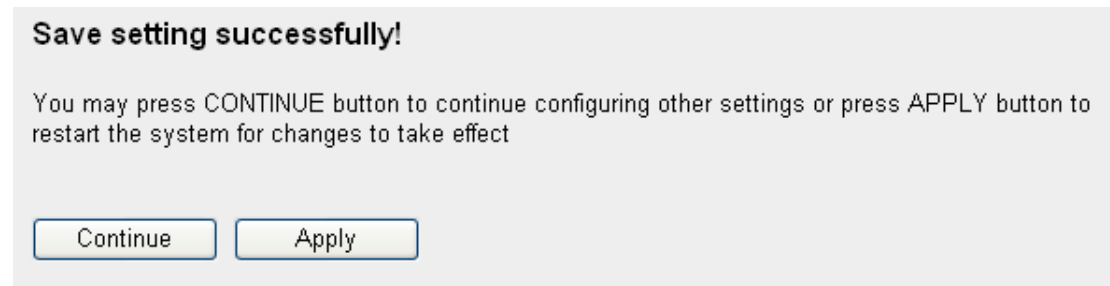 Save setting successfully!
You may press CONTINUE button to continue configuring other settings or press APPLY button to
restart the system for changes to take effect
Continue Apply